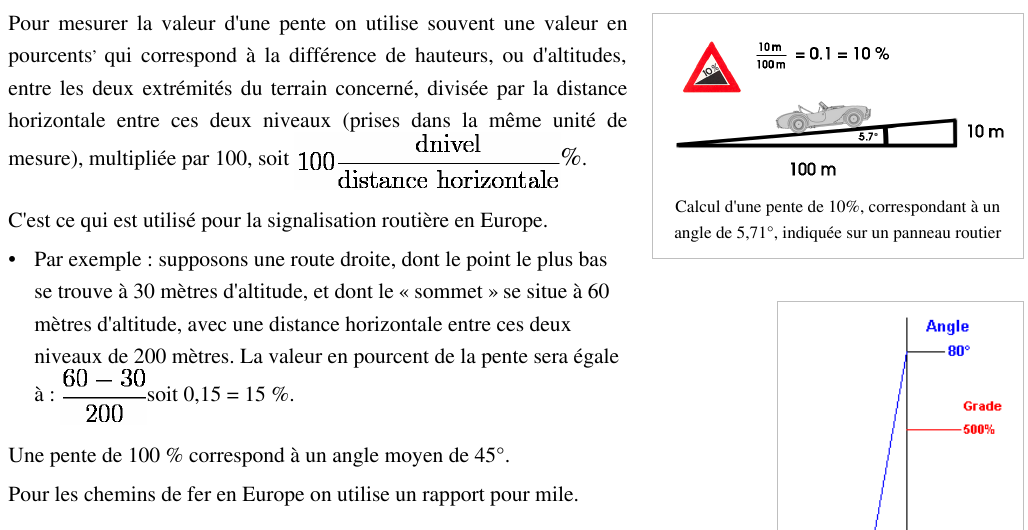 Pour mesurer la valeur d'une pente on utilise souvent une valeur en
pourcents, qui correspond à la différence de hauteurs, ou d'altitudes,
entre les deux extrémités du terrain concerné, divisée par la distance
horizontale entre ces deux niveaux (prises dans la même unité de
mesure), multipliée par 100, soit 100 dnivel / distance horizontale %.
C'est ce qui est utilisé pour la signalisation routière en Europe.
• Par exemple : supposons une route droite, dont le point le plus bas
se trouve à 30 mètres d'altitude, et dont le « sommet » se situe à 60
mètres d'altitude, avec une distance horizontale entre ces deux
niveaux de 200 mètres. La valeur en pourcent de la pente sera égale
à : 60 − 30 / 200 soit 0,15 = 15 %.
Une pente de 100 % correspond à un angle moyen de 45°.
Pour les chemins de fer en Europe on utilise un rapport pour mile.
10%
10 m / 100 m = 0.1 = 10 %
5.7°
10 m
100 m
Calcul d'une pente de 10%, correspondant à un
angle de 5,71°, indiquée sur un panneau routier
Angle
80°
Grade
500%